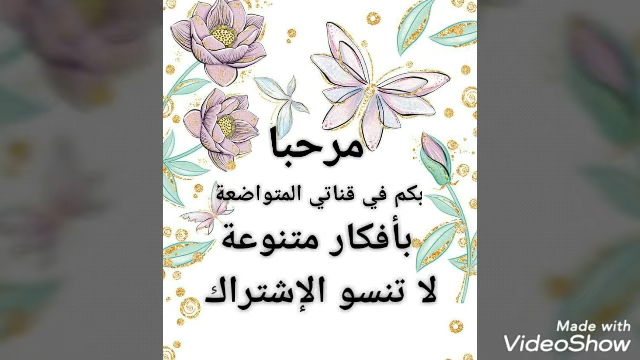 مرحبا
بكم في قناتي المتواضعة
بأفكار متنوعة
لا تنسو الإشتراك
Made with
VideoShow